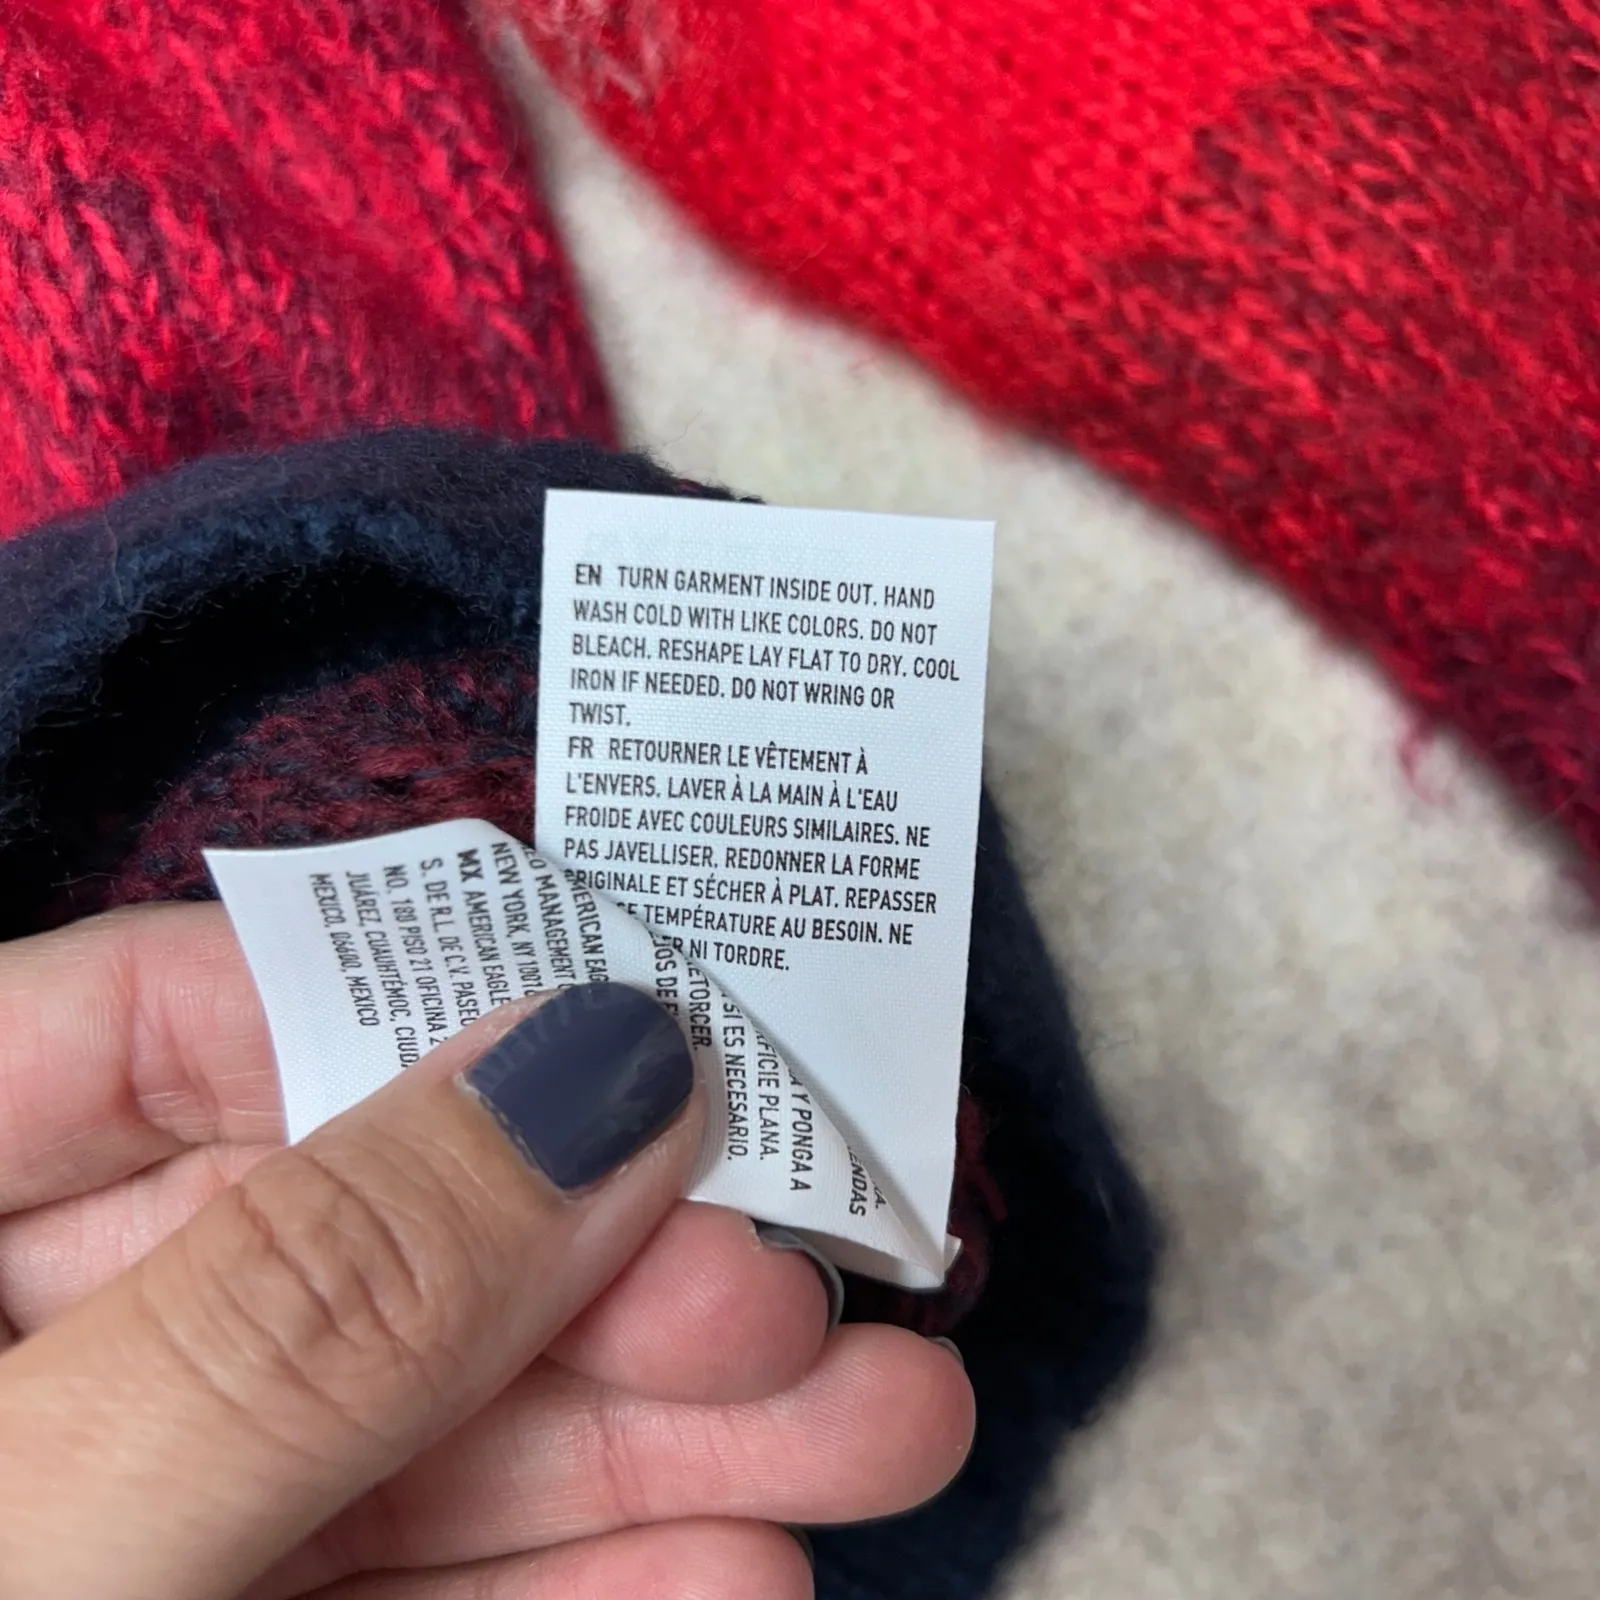 EN TURN GARMENT INSIDE OUT. HAND
WASH COLD WITH LIKE COLORS. DO NOT
BLEACH. RESHAPE LAY FLAT TO DRY. COOL
IRON IF NEEDED. DO NOT WRING OR
TWIST.
FR RETOURNER LE VÊTEMENT À
L'ENVERS. LAVER À LA MAIN À L'EAU
FROIDE AVEC COULEURS SIMILAIRES. NE
PAS JAVELLISER. REDONNER LA FORME
ORIGINALE ET SÉCHER À PLAT. REPASSER
TEMPÉRATURE AU BESOIN. NE
NI TORDRE.
Y PONGA A
PLANA.
SI ES NECESARIO.
MANAGEMENT
NEW YORK, NY
MX AMERICAN EAGLE
S. DE R.L. DE C.V. PASEO
NO. 180 PISO 21 OFICINA
JUÁREZ, CUAUHTÉMOC,
MEXICO, 06600, MEXICO